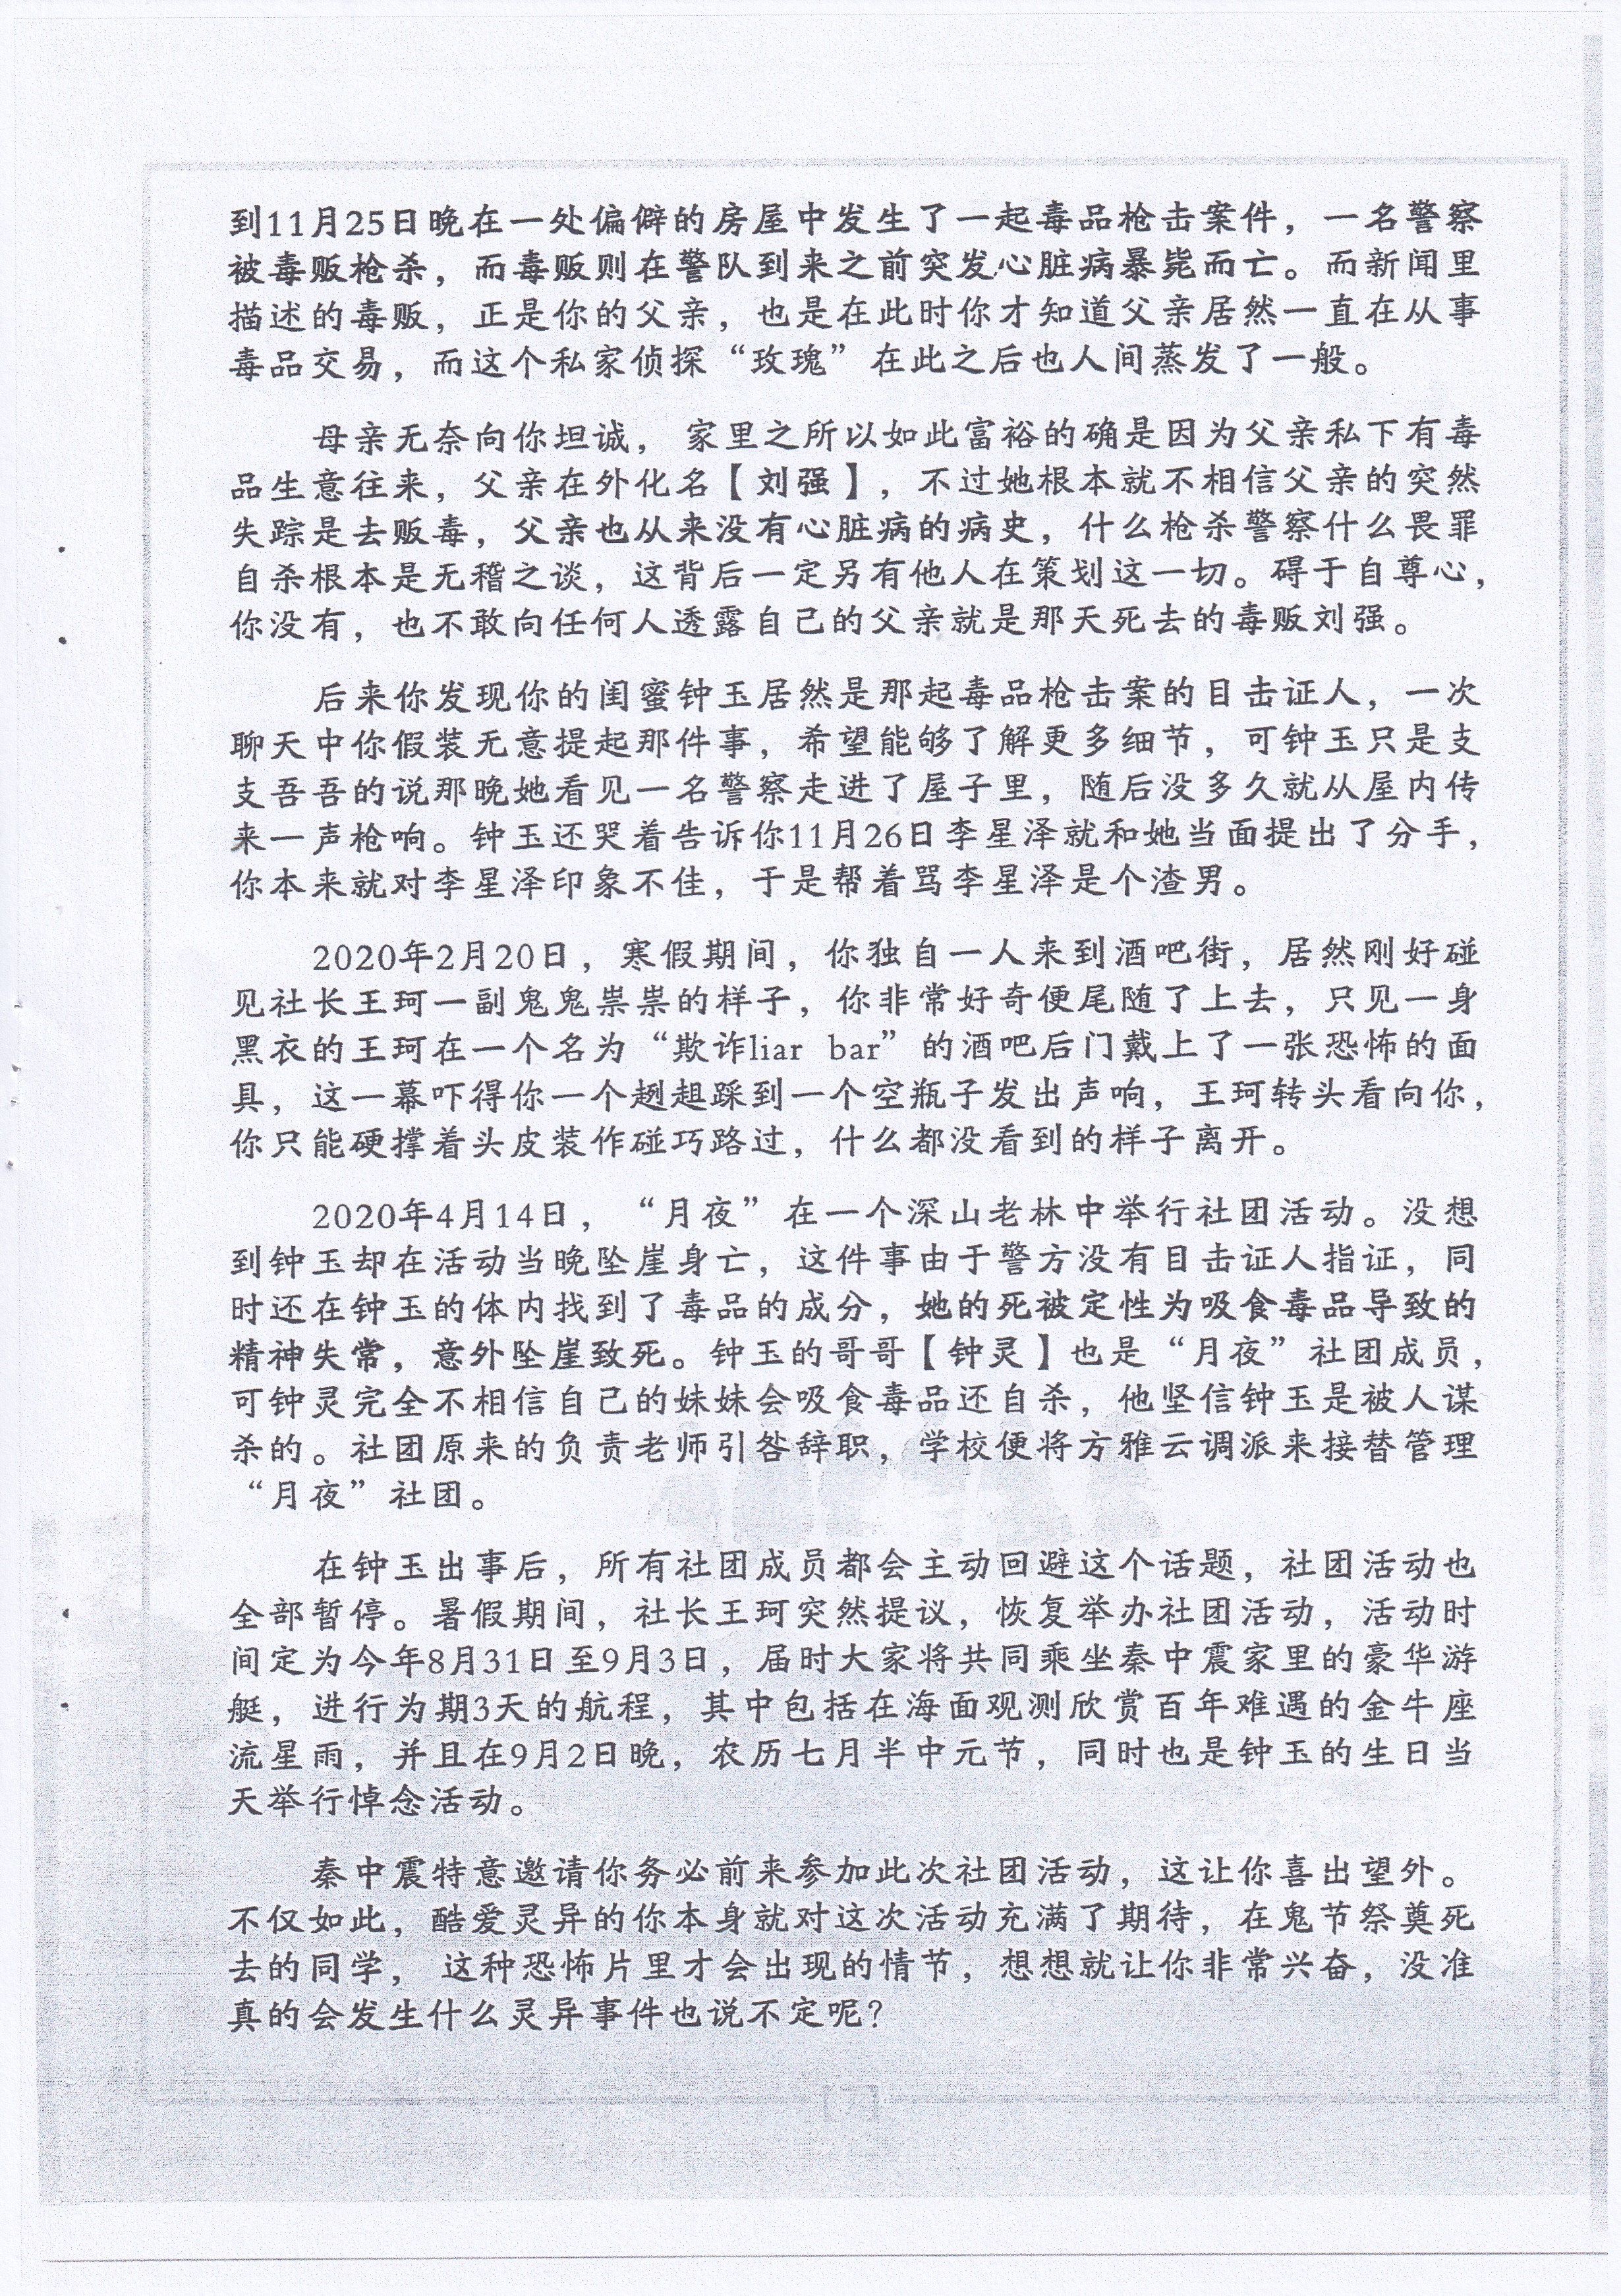 到11月25日晚在一处偏僻的房屋中发生了一起毒品枪击案件，一名警察
被毒贩枪杀，而毒贩则在警队到来之前突发心脏病暴毙而亡。而新闻里
描述的毒贩，正是你的父亲，也是在此时你才知道父亲居然一直在从事
毒品交易，而这个私家侦探“玫瑰”在此之后也人间蒸发了一般。
母亲无奈向你坦诚，家里之所以如此富裕的确是因为父亲私下有毒
品生意往来，父亲在外化名【刘强】，不过她根本就不相信父亲的突然
失踪是去贩毒，父亲也从来没有心脏病的病史，什么枪杀警察什么畏罪
自杀根本是无稽之谈，这背后一定另有他人在策划这一切。碍于自尊心，
你没有，也不敢向任何人透露自己的父亲就是那天死去的毒贩刘强。
后来你发现你的闺蜜钟玉居然是那起毒品枪击案的目击证人，一次
聊天中你假装无意提起那件事，希望能够了解更多细节，可钟玉只是支
支吾吾的说那晚她看见一名警察走进了屋子里，随后没多久就从屋内传
来一声枪响。钟玉还哭着告诉你11月26日李星泽就和她当面提出了分手，
你本来就对李星泽印象不佳，于是帮着骂李星泽是个渣男。
2020年2月20日，寒假期间，你独自一人来到酒吧街，居然刚好碰
见社长王珂一副鬼鬼祟祟的样子，你非常好奇便尾随了上去，只见一身
黑衣的王珂在一个名为“欺诈liar bar”的酒吧后门戴上了一张恐怖的面
具，这一幕吓得你一个趔趄踩到一个空瓶子发出声响，王珂转头看向你，
你只能硬撑着头皮装作碰巧路过，什么都没看到的样子离开。
2020年4月14日，“月夜”在一个深山老林中举行社团活动。没想
到钟玉却在活动当晚坠崖身亡，这件事由于警方没有目击证人指证，同
时还在钟玉的体内找到了毒品的成分，她的死被定性为吸食毒品导致的
精神失常，意外坠崖致死。钟玉的哥哥【钟灵】也是“月夜”社团成员，
可钟灵完全不相信自己的妹妹会吸食毒品还自杀，他坚信钟玉是被人谋
杀的。社团原来的负责老师引咎辞职，学校便将方雅云调派来接替管理
“月夜”社团。
在钟玉出事后，所有社团成员都会主动回避这个话题，社团活动也
全部暂停。暑假期间，社长王珂突然提议，恢复举办社团活动，活动时
间定为今年8月31日至9月3日，届时大家将共同乘坐秦中震家里的豪华游
艇，进行为期3天的航程，其中包括在海面观测欣赏百年难遇的金牛座
流星雨，并且在9月2日晚，农历七月半中元节，同时也是钟玉的生日当
天举行悼念活动。
秦中震特意邀请你务必前来参加此次社团活动，这让你喜出望外。
不仅如此，酷爱灵异的你本身就对这次活动充满了期待，在鬼节祭奠死
去的同学，这种恐怖片里才会出现的情节，想想就让你非常兴奋，没准
真的会发生什么灵异事件也说不定呢？